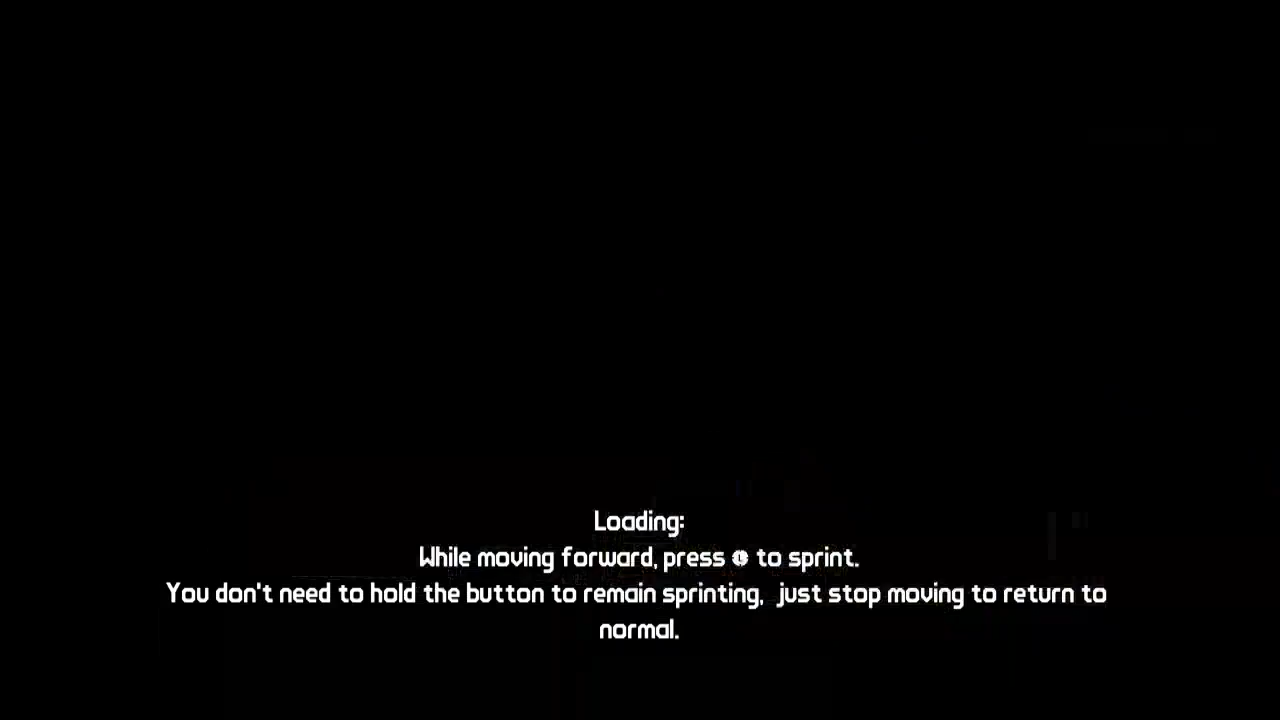 Loading:
While moving forward, press L to sprint.
You don't need to hold the button to remain sprinting,  just stop moving to return to
normal.